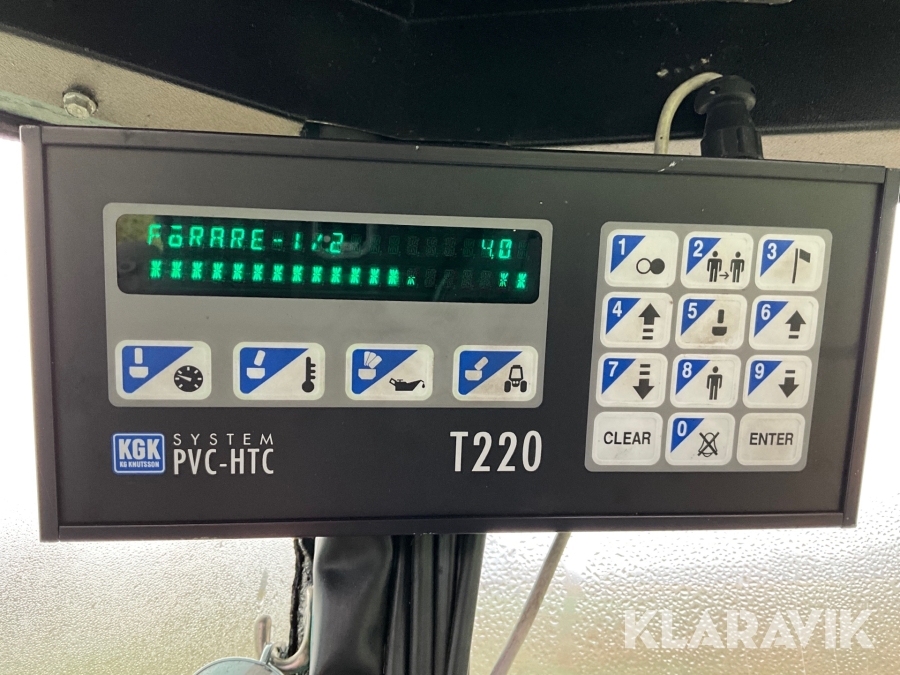 FÖRARE-1/2 4,0
************* **
KGK
KG KNUTSSON
SYSTEM
PVC-HTC
T220
1 2 3
4 5 6
7 8 9
CLEAR 0 ENTER
KLARAVIK